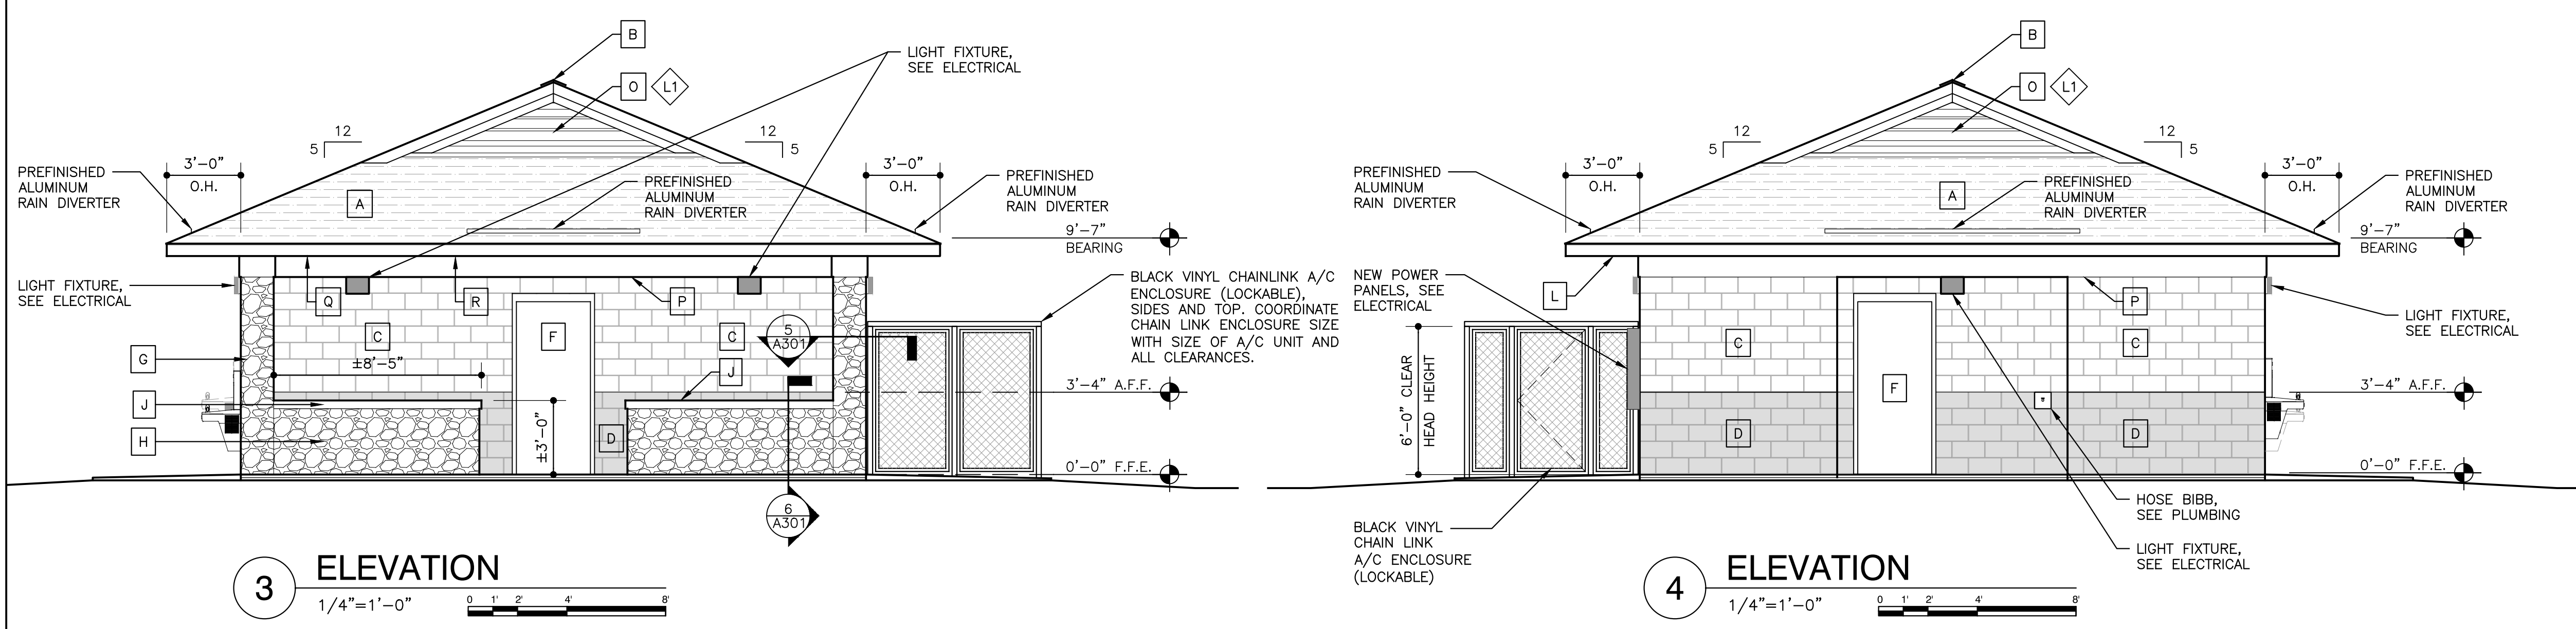 B
O
L1
LIGHT FIXTURE,
SEE ELECTRICAL
12
5
12
5
3'-0"
O.H.
3'-0"
O.H.
PREFINISHED
ALUMINUM
RAIN DIVERTER
A
PREFINISHED
ALUMINUM
RAIN DIVERTER
PREFINISHED
ALUMINUM
RAIN DIVERTER
9'-7"
BEARING
LIGHT FIXTURE,
SEE ELECTRICAL
Q
R
P
BLACK VINYL CHAINLINK A/C
ENCLOSURE (LOCKABLE),
SIDES AND TOP. COORDINATE
CHAIN LINK ENCLOSURE SIZE
WITH SIZE OF A/C UNIT AND
ALL CLEARANCES.
C
F
C
5
A301
G
±8'-5"
J
3'-4" A.F.F.
J
H
±3'-0"
D
0'-0" F.F.E.
6
A301
3
ELEVATION
1/4"=1'-0"
0 1' 2' 4' 8'
B
O
L1
12
5
12
5
3'-0"
O.H.
3'-0"
O.H.
PREFINISHED
ALUMINUM
RAIN DIVERTER
A
PREFINISHED
ALUMINUM
RAIN DIVERTER
PREFINISHED
ALUMINUM
RAIN DIVERTER
9'-7"
BEARING
NEW POWER
PANELS, SEE
ELECTRICAL
L
P
LIGHT FIXTURE,
SEE ELECTRICAL
C
C
6'-0" CLEAR
HEAD HEIGHT
F
3'-4" A.F.F.
D
D
0'-0" F.F.E.
HOSE BIBB,
SEE PLUMBING
BLACK VINYL
CHAIN LINK
A/C ENCLOSURE
(LOCKABLE)
LIGHT FIXTURE,
SEE ELECTRICAL
4
ELEVATION
1/4"=1'-0"
0 1' 2' 4' 8'